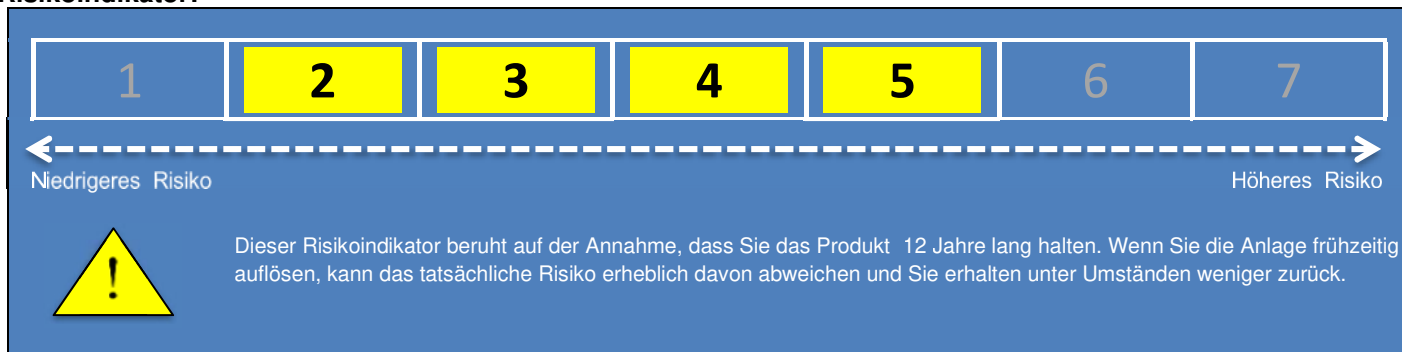 Risikoindikator:
1 2 3 4 5 6 7
Niedrigeres Risiko Höheres Risiko
! Dieser Risikoindikator beruht auf der Annahme, dass Sie das Produkt 12 Jahre lang halten. Wenn Sie die Anlage frühzeitig
auflösen, kann das tatsächliche Risiko erheblich davon abweichen und Sie erhalten unter Umständen weniger zurück.